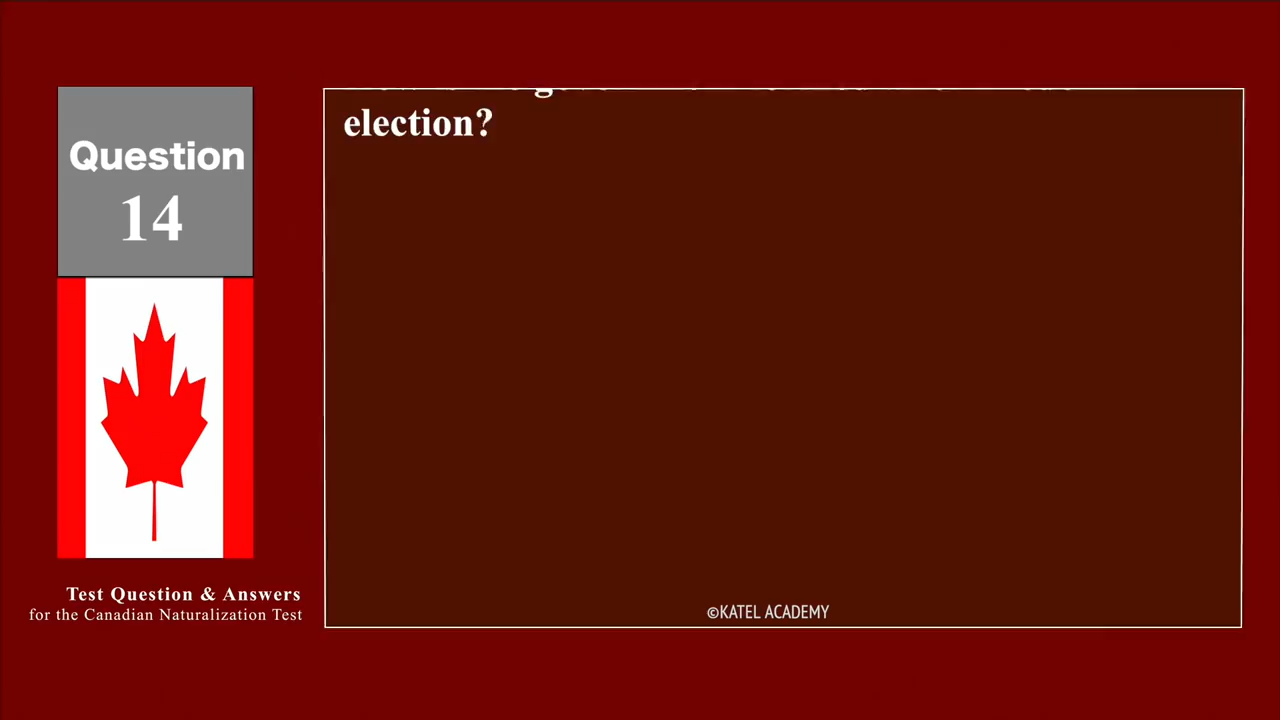 Question
14
election?
Test Question & Answers
for the Canadian Naturalization Test
©KATEL ACADEMY